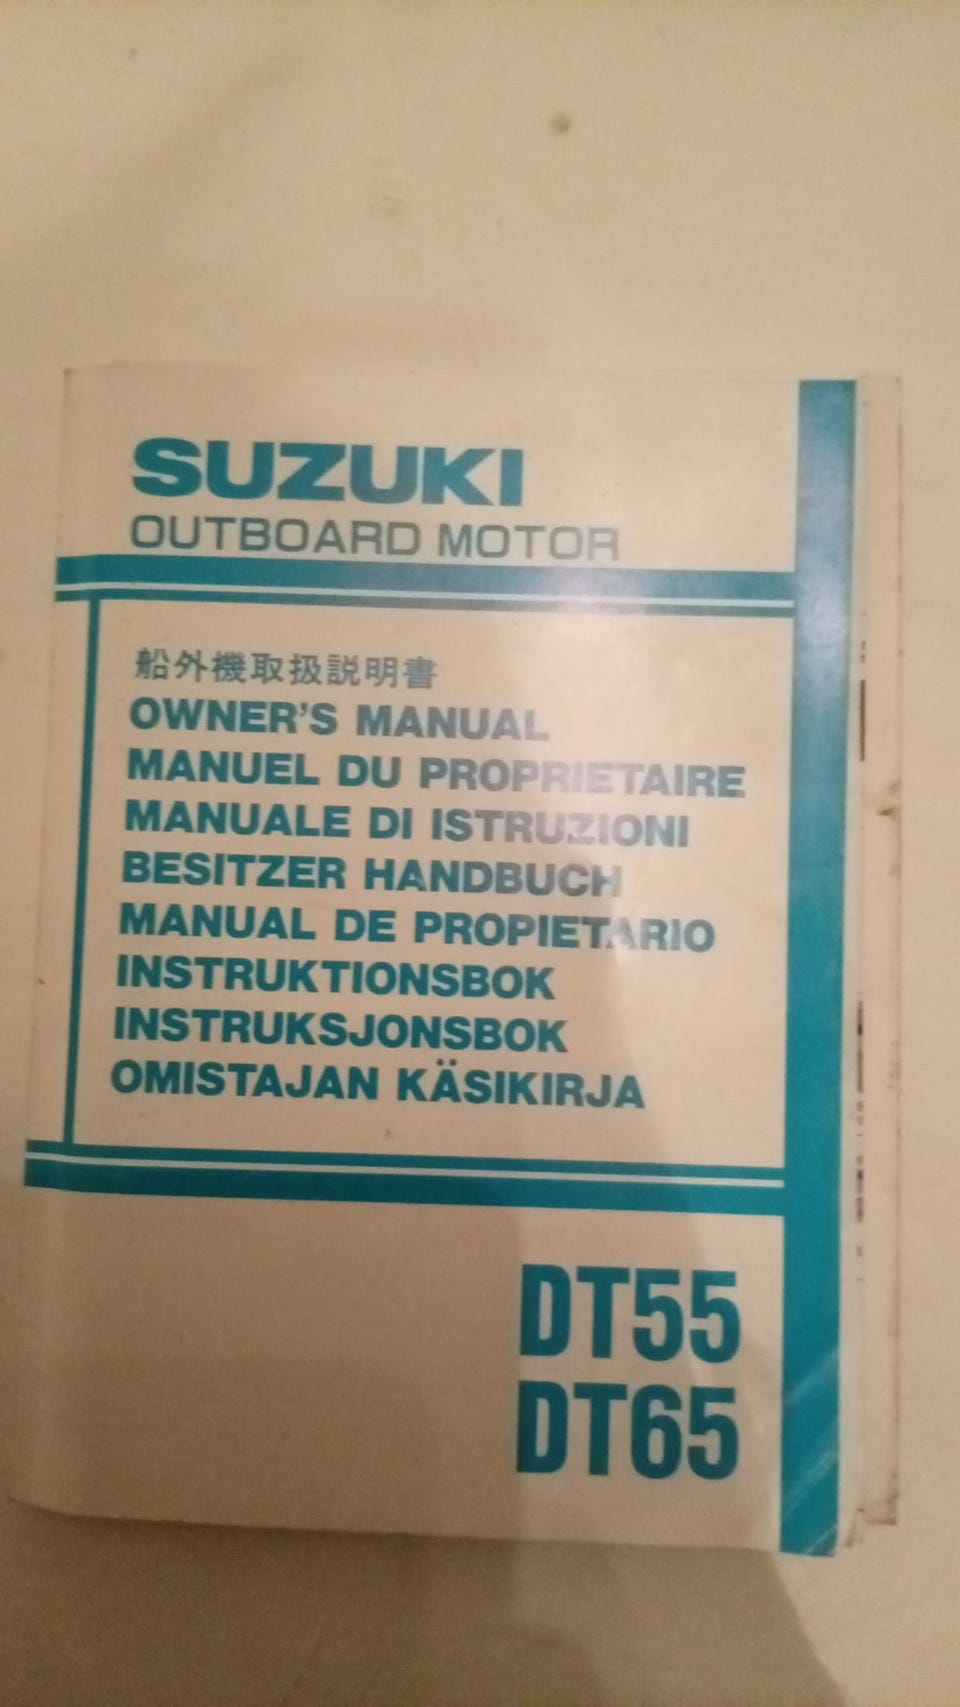 SUZUKI
OUTBOARD MOTOR
船外機取扱説明書
OWNER'S MANUAL
MANUEL DU PROPRIETAIRE
MANUALE DI ISTRUZIONI
BESITZER HANDBUCH
MANUAL DE PROPIETARIO
INSTRUKTIONSBOK
INSTRUKSJONSBOK
OMISTAJAN KÄSIKIRJA
DT55
DT65